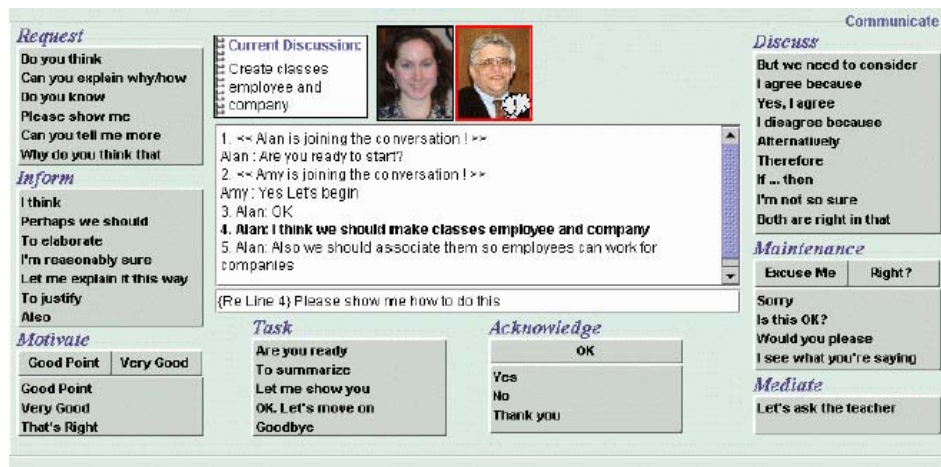 Communicate
Request
Do you think
Can you explain why/how
Do you know
Please show me
Can you tell me more
Why do you think that
Inform
I think
Perhaps we should
To elaborate
I'm reasonably sure
Let me explain it this way
To justify
Also
Motivate
Good Point Very Good
Good Point
Very Good
That's Right
Current Discussion:
Create classes
employee and
company
1. << Alan is joining the conversation ! >>
Alan : Are you ready to start?
2. << Amy is joining the conversation ! >>
Amy : Yes Let's begin
3. Alan: OK
4. Alan: I think we should make classes employee and company
5. Alan: Also we should associate them so employees can work for
companies
{Re Line 4} Please show me how to do this
Task
Are you ready
To summarize
Let me show you
OK. Let's move on
Goodbye
Acknowledge
OK
Yes
No
Thank you
Discuss
But we need to consider
I agree because
Yes, I agree
I disagree because
Alternatively
Therefore
If ... then
I'm not so sure
Both are right in that
Maintenance
Excuse Me Right?
Sorry
Is this OK?
Would you please
I see what you're saying
Mediate
Let's ask the teacher